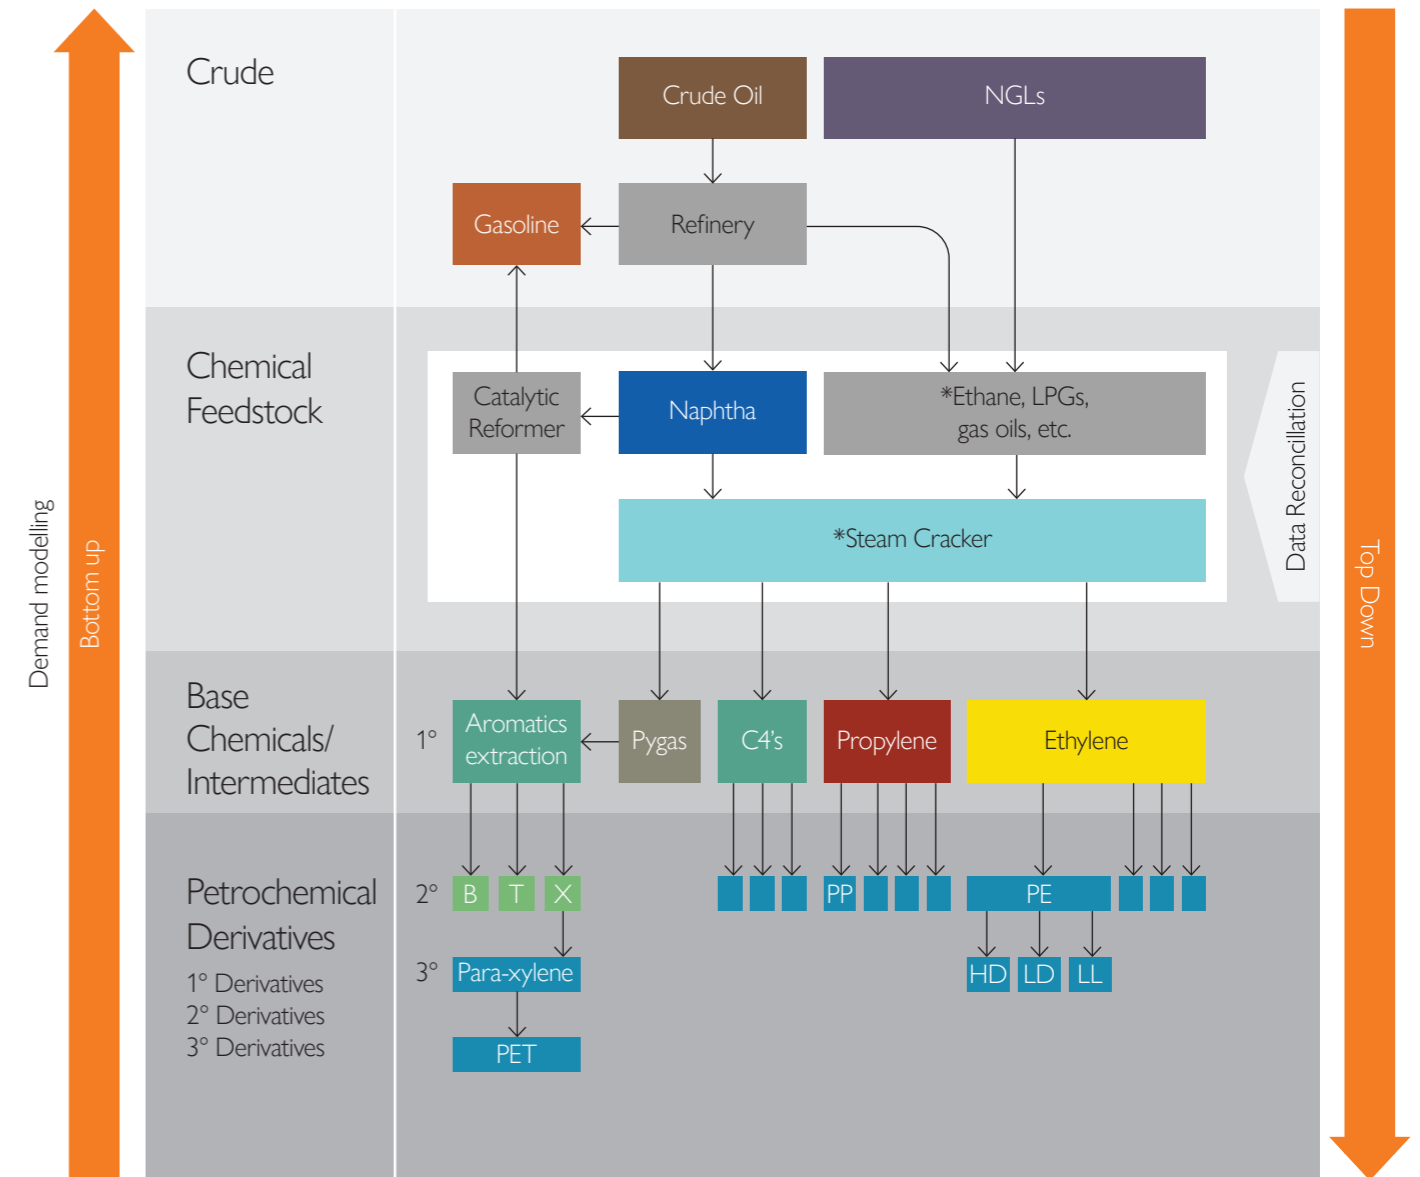 Crude
Crude Oil
NGLs
Gasoline
Refinery
Chemical
Feedstock
Catalytic
Reformer
Naphtha
*Ethane, LPGs,
gas oils, etc.
*Steam Cracker
Data Reconcillation
Demand modelling
Bottom up
Top Down
Base
Chemicals/
Intermediates
1°
Aromatics
extraction
Pygas
C4's
Propylene
Ethylene
Petrochemical
Derivatives
1° Derivatives
2° Derivatives
3° Derivatives
2°
B
T
X
PP
PE
3°
Para-xylene
HD
LD
LL
PET